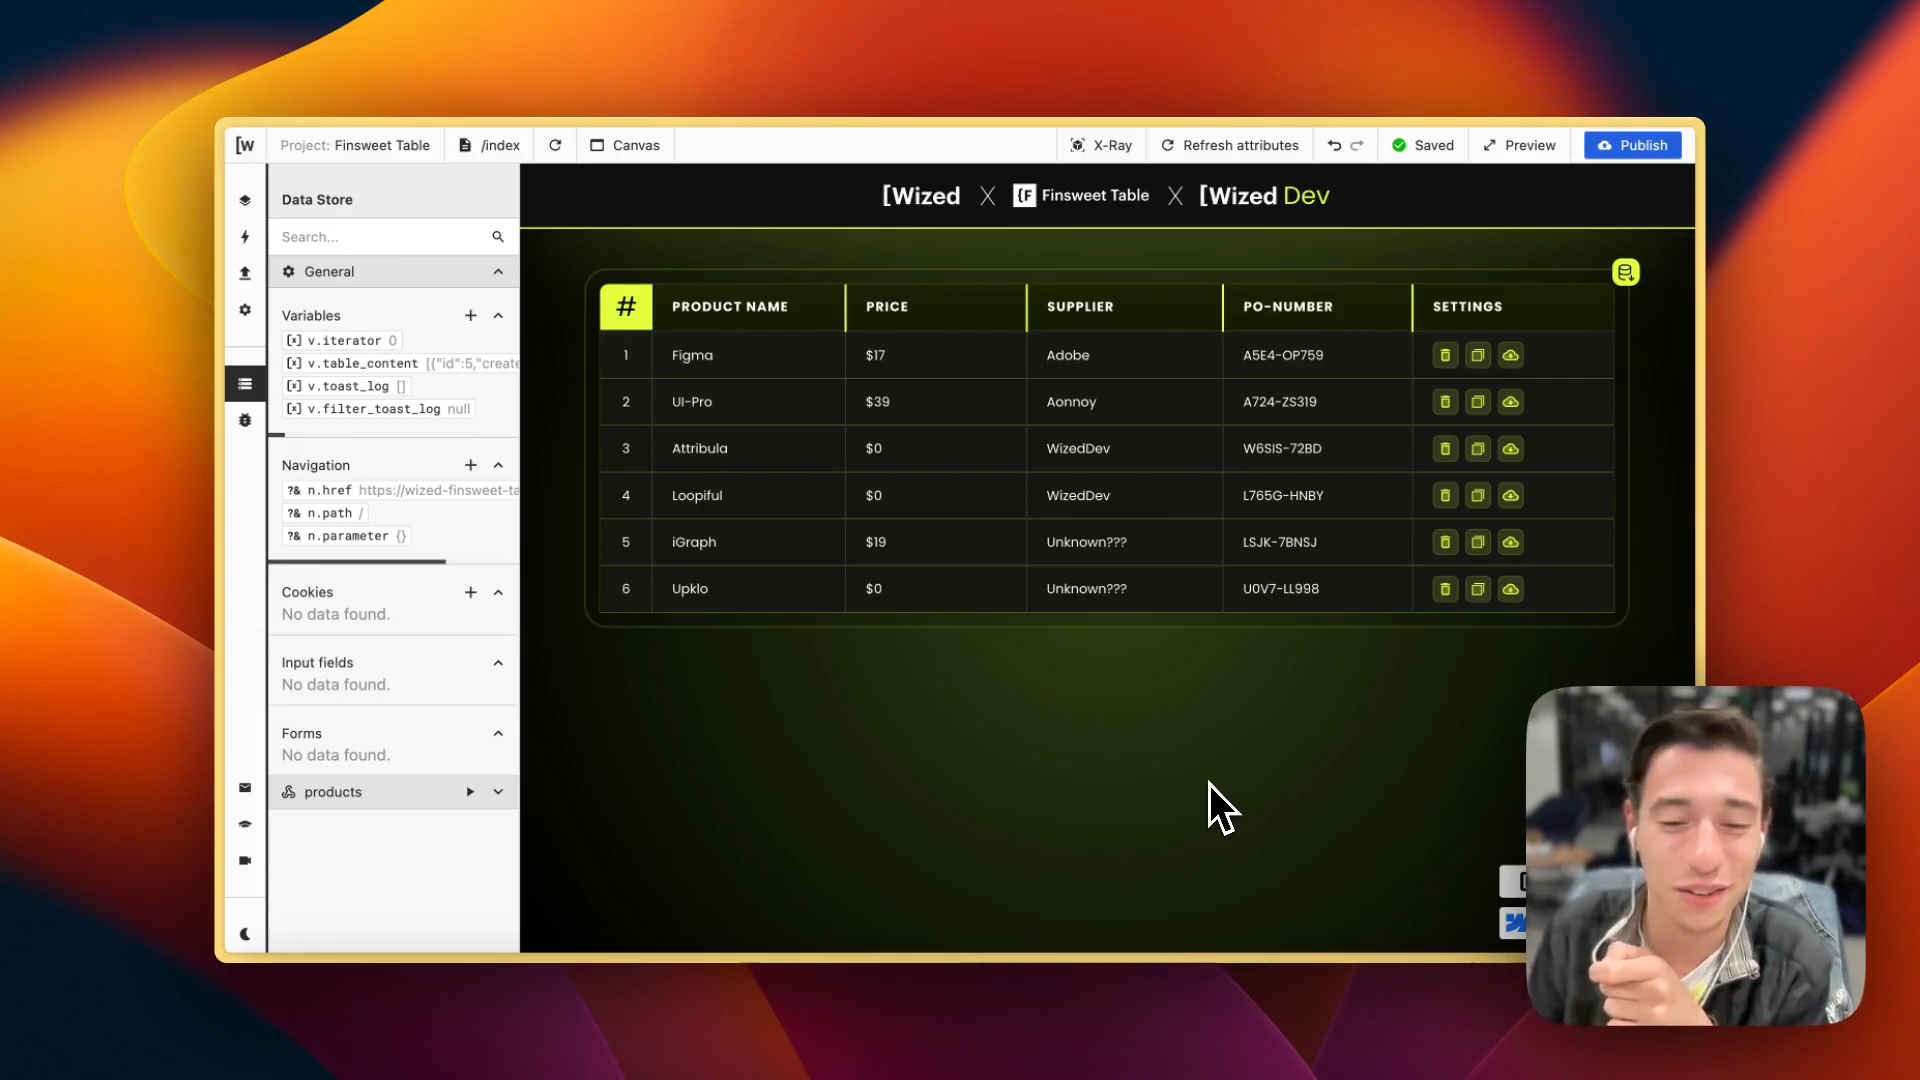 [W
Project: Finsweet Table
/index
Canvas
X-Ray
Refresh attributes
Saved
Preview
Publish
Data Store
Search...
General
Variables
[x] v.iterator 0
[x] v.table_content [{"id":5,"create
[x] v.toast_log []
[x] v.filter_toast_log null
Navigation
?& n.href https://wized-finsweet-ta
?& n.path /
?& n.parameter {}
Cookies
No data found.
Input fields
No data found.
Forms
No data found.
products
[Wized X {F Finsweet Table X [Wized Dev
# PRODUCT NAME PRICE SUPPLIER PO-NUMBER SETTINGS
1 Figma $17 Adobe A5E4-OP759
2 UI-Pro $39 Aonnoy A724-ZS319
3 Attribula $0 WizedDev W6SIS-72BD
4 Loopiful $0 WizedDev L765G-HNBY
5 iGraph $19 Unknown??? LSJK-7BNSJ
6 Upklo $0 Unknown??? U0V7-LL998